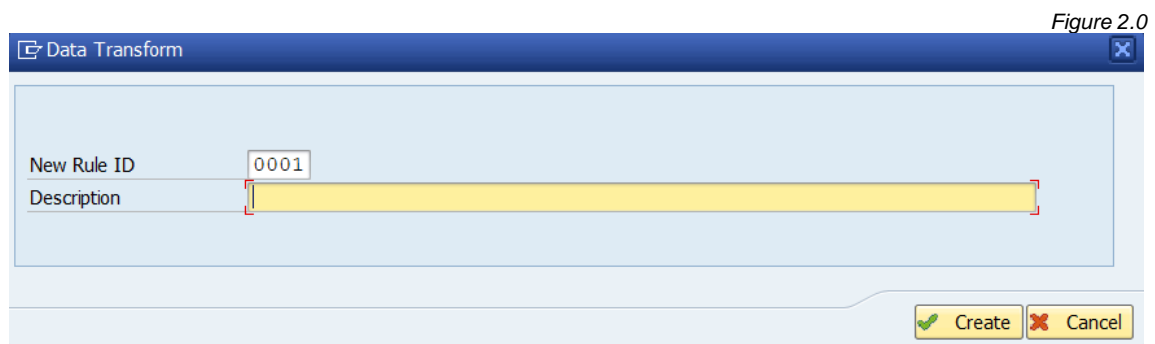 Figure 2.0
Data Transform
New Rule ID 0001
Description
Create Cancel